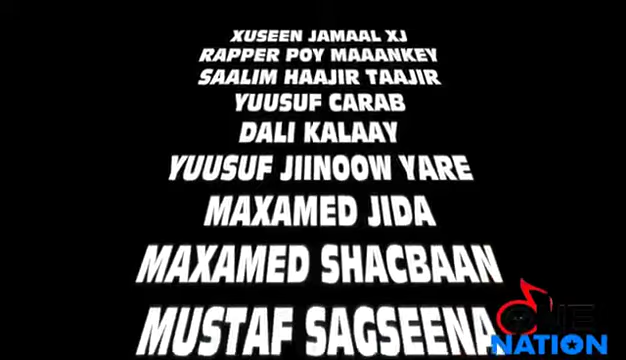 XUSEEN JAMAAL XJ
RAPPER POY MAAANKEY
SAALIM HAAJIR TAAJIR
YUUSUF CARAB
DALI KALAAY
YUUSUF JIINOOW YARE
MAXAMED JIDA
MAXAMED SHACBAAN
MUSTAF SAGSEENA
ONE
NATION